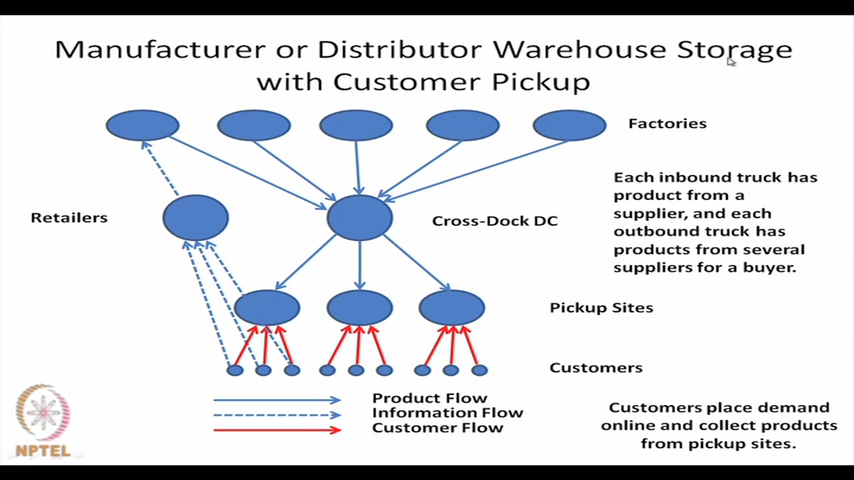 Manufacturer or Distributor Warehouse Storage
with Customer Pickup
Factories
Each inbound truck has
product from a
supplier, and each
outbound truck has
products from several
suppliers for a buyer.
Retailers
Cross-Dock DC
Pickup Sites
Customers
Product Flow
Information Flow
Customer Flow
Customers place demand
online and collect products
from pickup sites.
NPTEL